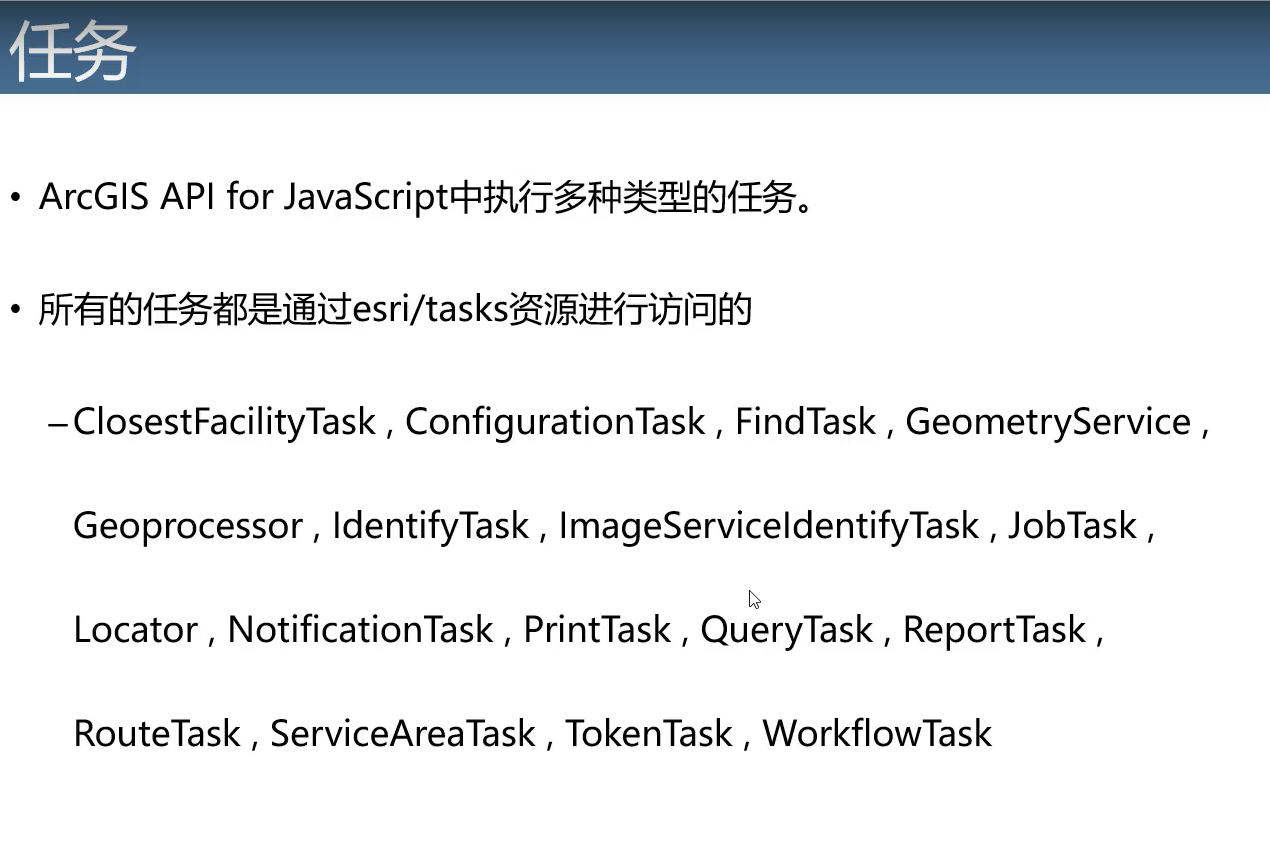 任务
• ArcGIS API for JavaScript中执行多种类型的任务。
• 所有的任务都是通过esri/tasks资源进行访问的
–ClosestFacilityTask , ConfigurationTask , FindTask , GeometryService ,
Geoprocessor , IdentifyTask , ImageServiceIdentifyTask , JobTask ,
Locator , NotificationTask , PrintTask , QueryTask , ReportTask ,
RouteTask , ServiceAreaTask , TokenTask , WorkflowTask